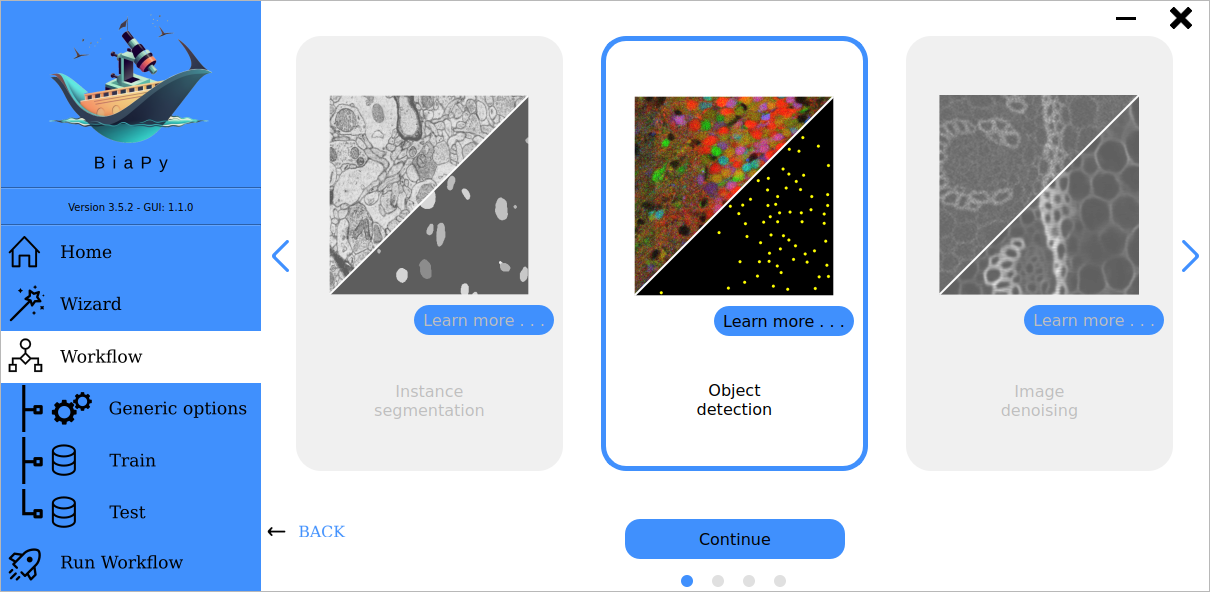 BiaPy
Version 3.5.2 - GUI: 1.1.0
Home
Wizard
Workflow
Generic options
Train
Test
Run Workflow
Learn more . . .
Instance
segmentation
Learn more . . .
Object
detection
Learn more . . .
Image
denoising
BACK
Continue